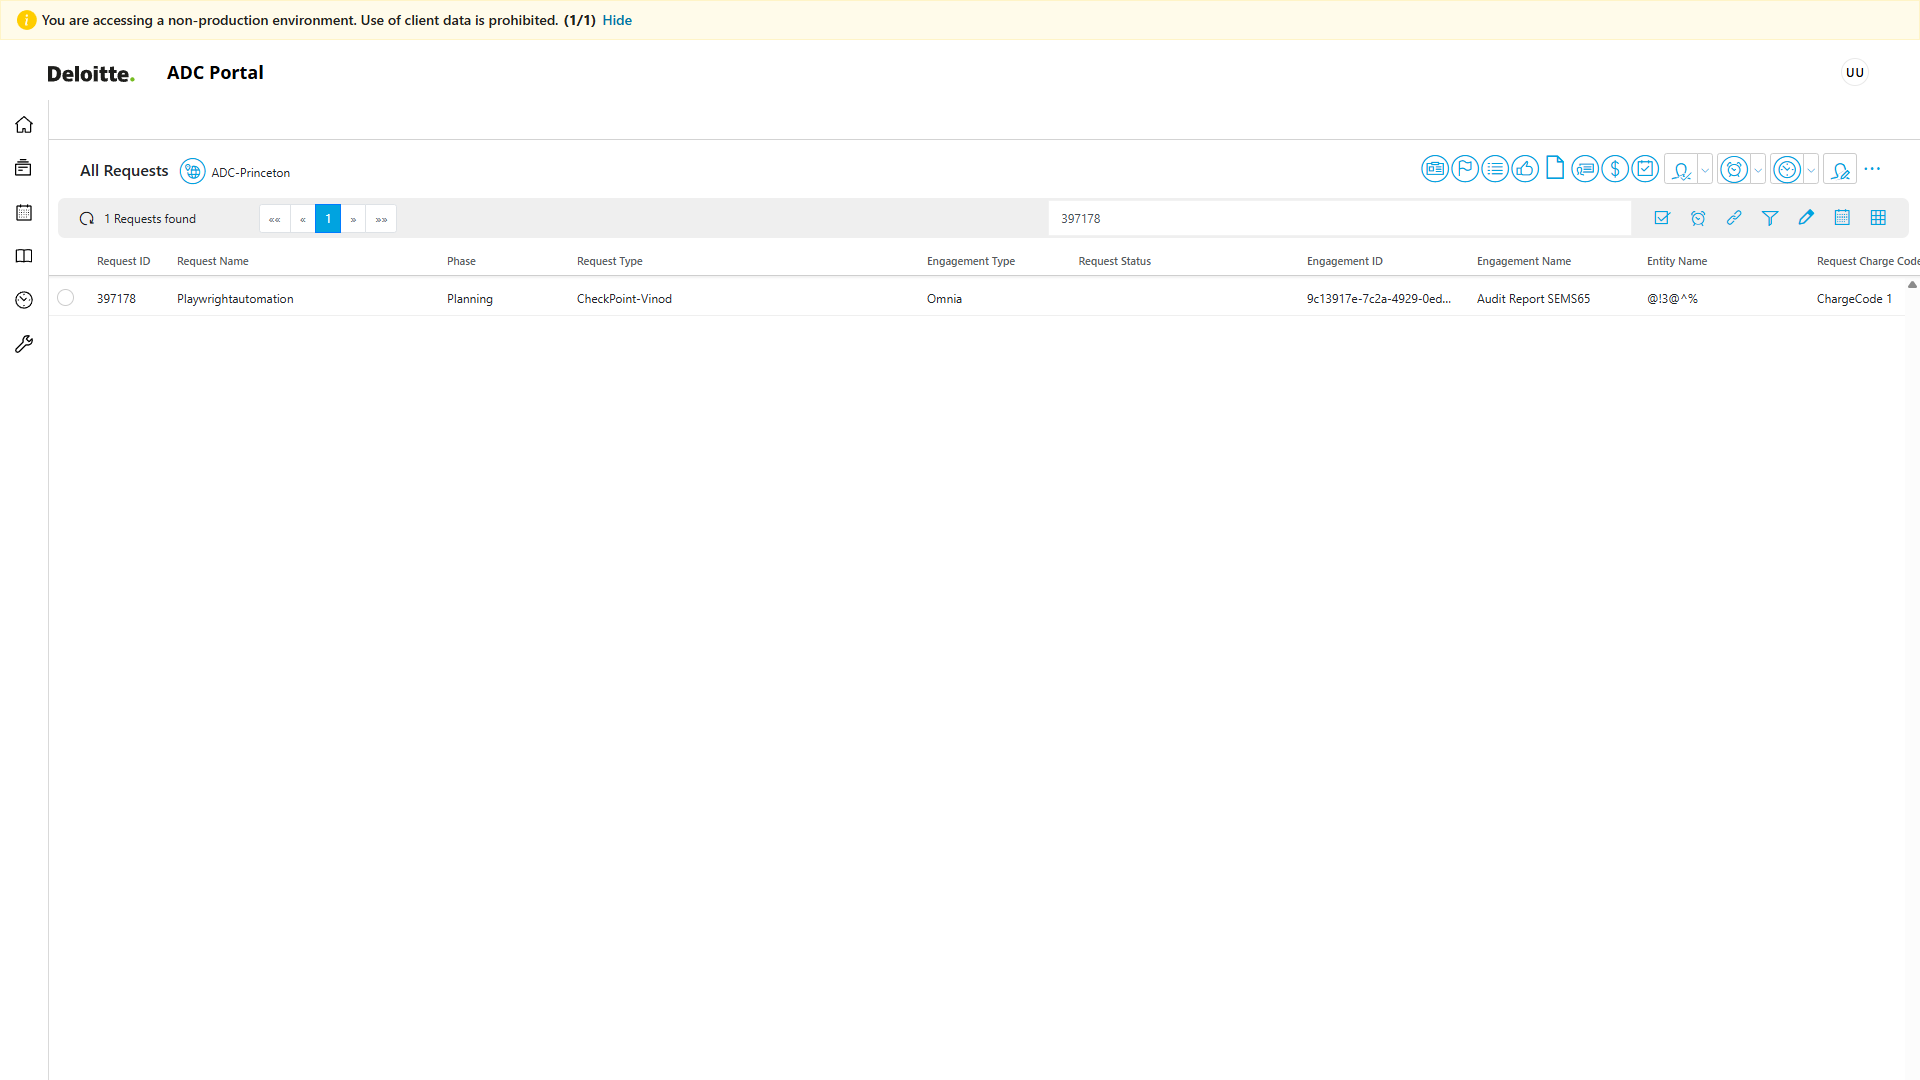 You are accessing a non-production environment. Use of client data is prohibited. (1/1) Hide
Deloitte. ADC Portal UU
All Requests ADC-Princeton
1 Requests found «« « 1 » »» 397178
Request ID Request Name Phase Request Type Engagement Type Request Status Engagement ID Engagement Name Entity Name Request Charge Code
397178 Playwrightautomation Planning CheckPoint-Vinod Omnia 9c13917e-7c2a-4929-0ed... Audit Report SEMS65 @!3@^% ChargeCode 1